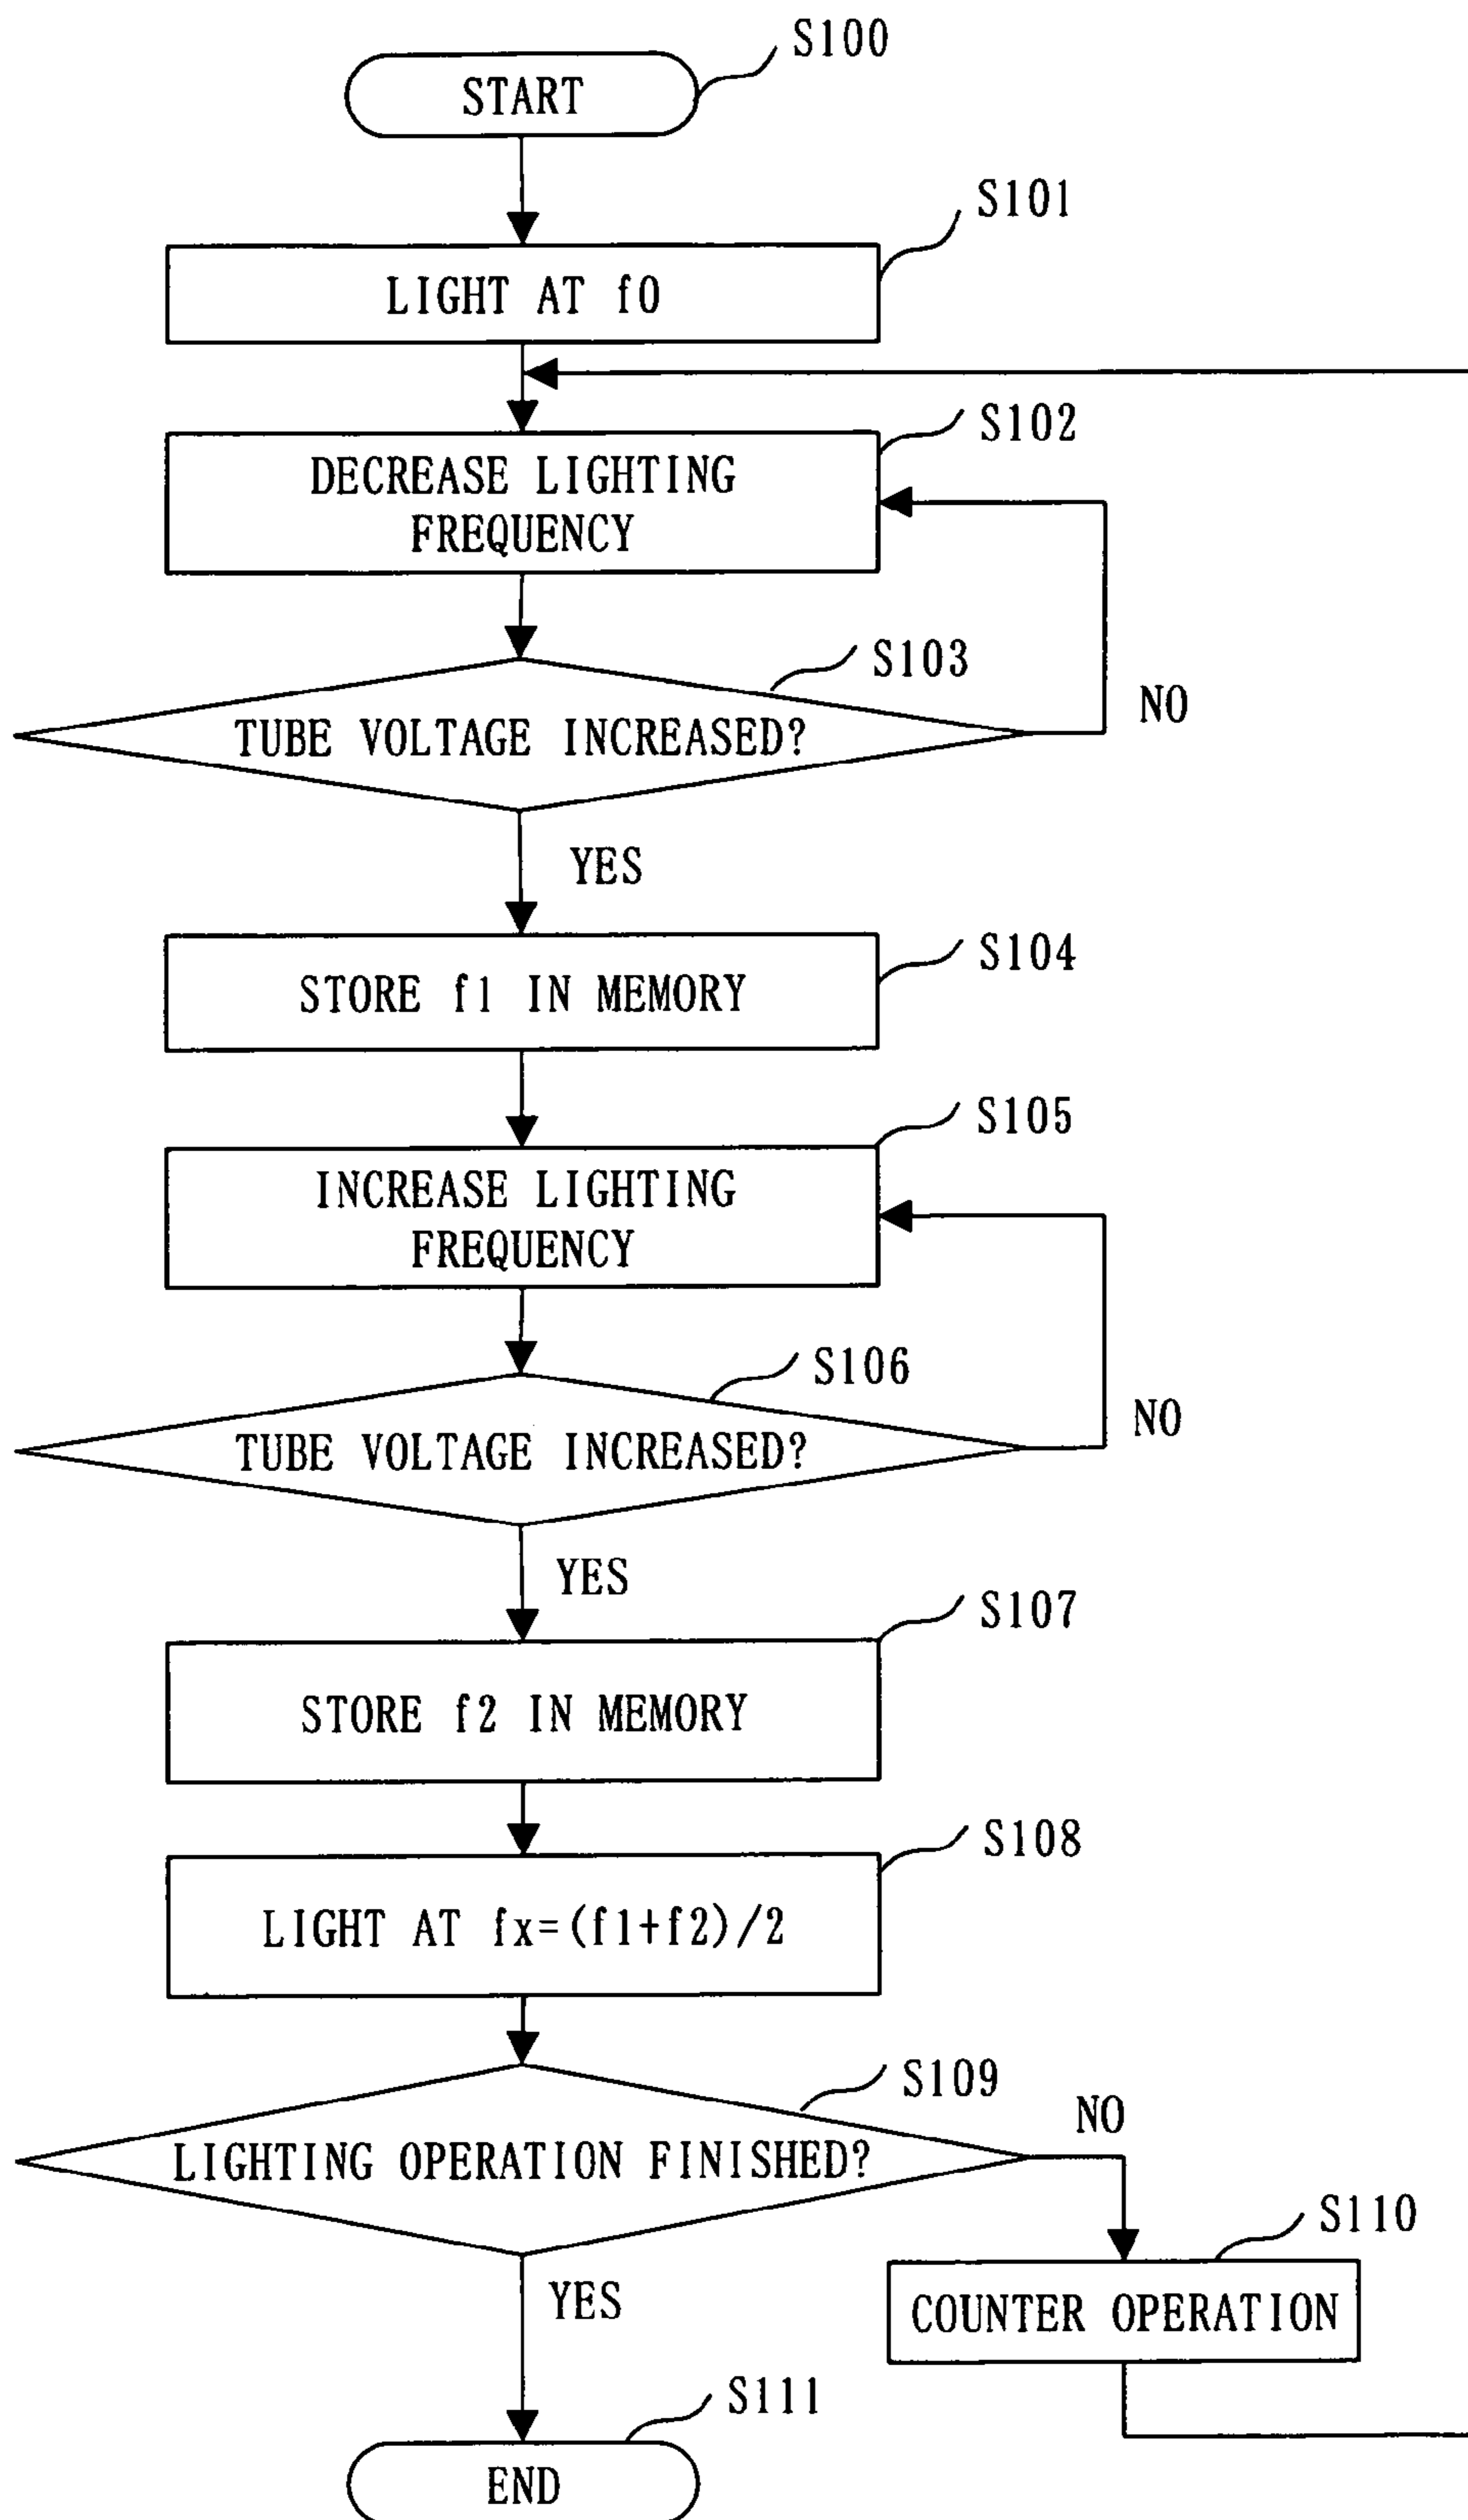 S100
START
S101
LIGHT AT f0
S102
DECREASE LIGHTING
FREQUENCY
S103
TUBE VOLTAGE INCREASED?
NO
YES
S104
STORE f1 IN MEMORY
S105
INCREASE LIGHTING
FREQUENCY
S106
TUBE VOLTAGE INCREASED?
NO
YES
S107
STORE f2 IN MEMORY
S108
LIGHT AT fx=(f1+f2)/2
S109
NO
LIGHTING OPERATION FINISHED?
S110
YES
COUNTER OPERATION
S111
END